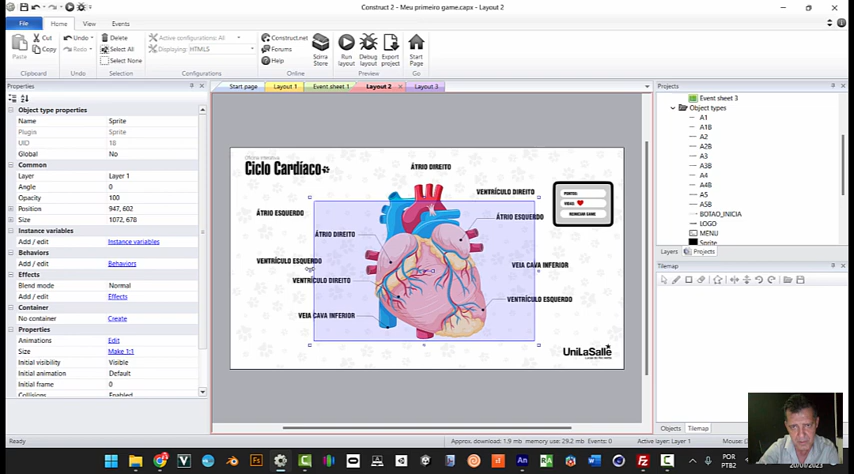 Construct 2 - Meu primeiro game.capx - Layout 2
File
Home
View
Events
Paste
Cut
Copy
Clipboard
Undo
Redo
Undo
Delete
Select All
Select None
Selection
Active configurations: All
Displaying: HTML5
Configurations
Construct.net
Forums
Help
Online
Scirra Store
Run layout
Debug layout
Export project
Preview
Start Page
Go
Properties
Object type properties
Name Sprite
Plugin Sprite
UID 18
Global No
Common
Layer Layer 1
Angle 0
Opacity 100
Position 947, 602
Size 1072, 678
Instance variables
Add / edit Instance variables
Behaviors
Add / edit Behaviors
Effects
Blend mode Normal
Add / edit Effects
Container
No container Create
Properties
Animations Edit
Size Make 1:1
Initial visibility Visible
Initial animation Default
Initial frame 0
Collisions Enabled
Start page
Layout 1
Event sheet 1
Layout 2
Layout 3
Ciclo Cardíaco
ÁTRIO DIREITO
VENTRÍCULO DIREITO
ÁTRIO ESQUERDO
ÁTRIO ESQUERDO
ÁTRIO DIREITO
VENTRÍCULO ESQUERDO
VEIA CAVA INFERIOR
VENTRÍCULO DIREITO
VENTRÍCULO ESQUERDO
VEIA CAVA INFERIOR
PONTOS:
VIDAS:
REINICIAR GAME
UniLaSalle
Projects
Event sheet 3
Object types
A1
A1B
A2
A2B
A3
A3B
A4
A4B
A5
A5B
BOTAO_INICIA
LOGO
MENU
Sprite
Layers
Projects
Tilemap
Objects
Tilemap
Ready
Approx. download: 1.9 mb
memory use: 29.2 mb
Events: 0
Active layer: Layer 1
POR
PTB2
20/01/2023